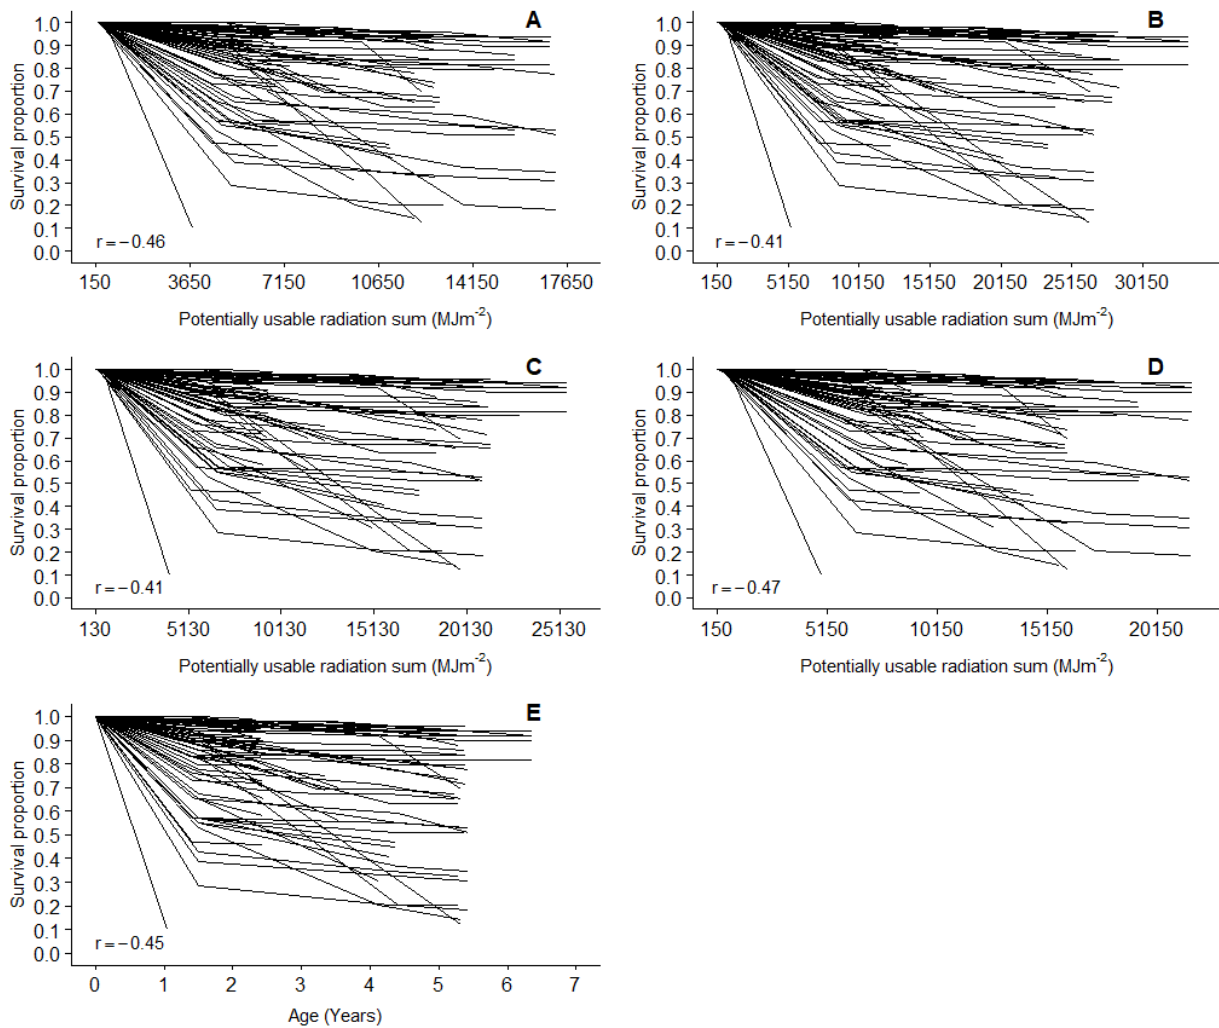 A
Survival proportion
1.0
0.9
0.8
0.7
0.6
0.5
0.4
0.3
0.2
0.1
0.0
r = −0.46
150 3650 7150 10650 14150 17650
Potentially usable radiation sum (MJm-2)
B
Survival proportion
1.0
0.9
0.8
0.7
0.6
0.5
0.4
0.3
0.2
0.1
0.0
r = −0.41
150 5150 10150 15150 20150 25150 30150
Potentially usable radiation sum (MJm-2)
C
Survival proportion
1.0
0.9
0.8
0.7
0.6
0.5
0.4
0.3
0.2
0.1
0.0
r = −0.41
130 5130 10130 15130 20130 25130
Potentially usable radiation sum (MJm-2)
D
Survival proportion
1.0
0.9
0.8
0.7
0.6
0.5
0.4
0.3
0.2
0.1
0.0
r = −0.47
150 5150 10150 15150 20150
Potentially usable radiation sum (MJm-2)
E
Survival proportion
1.0
0.9
0.8
0.7
0.6
0.5
0.4
0.3
0.2
0.1
0.0
r = −0.45
0 1 2 3 4 5 6 7
Age (Years)